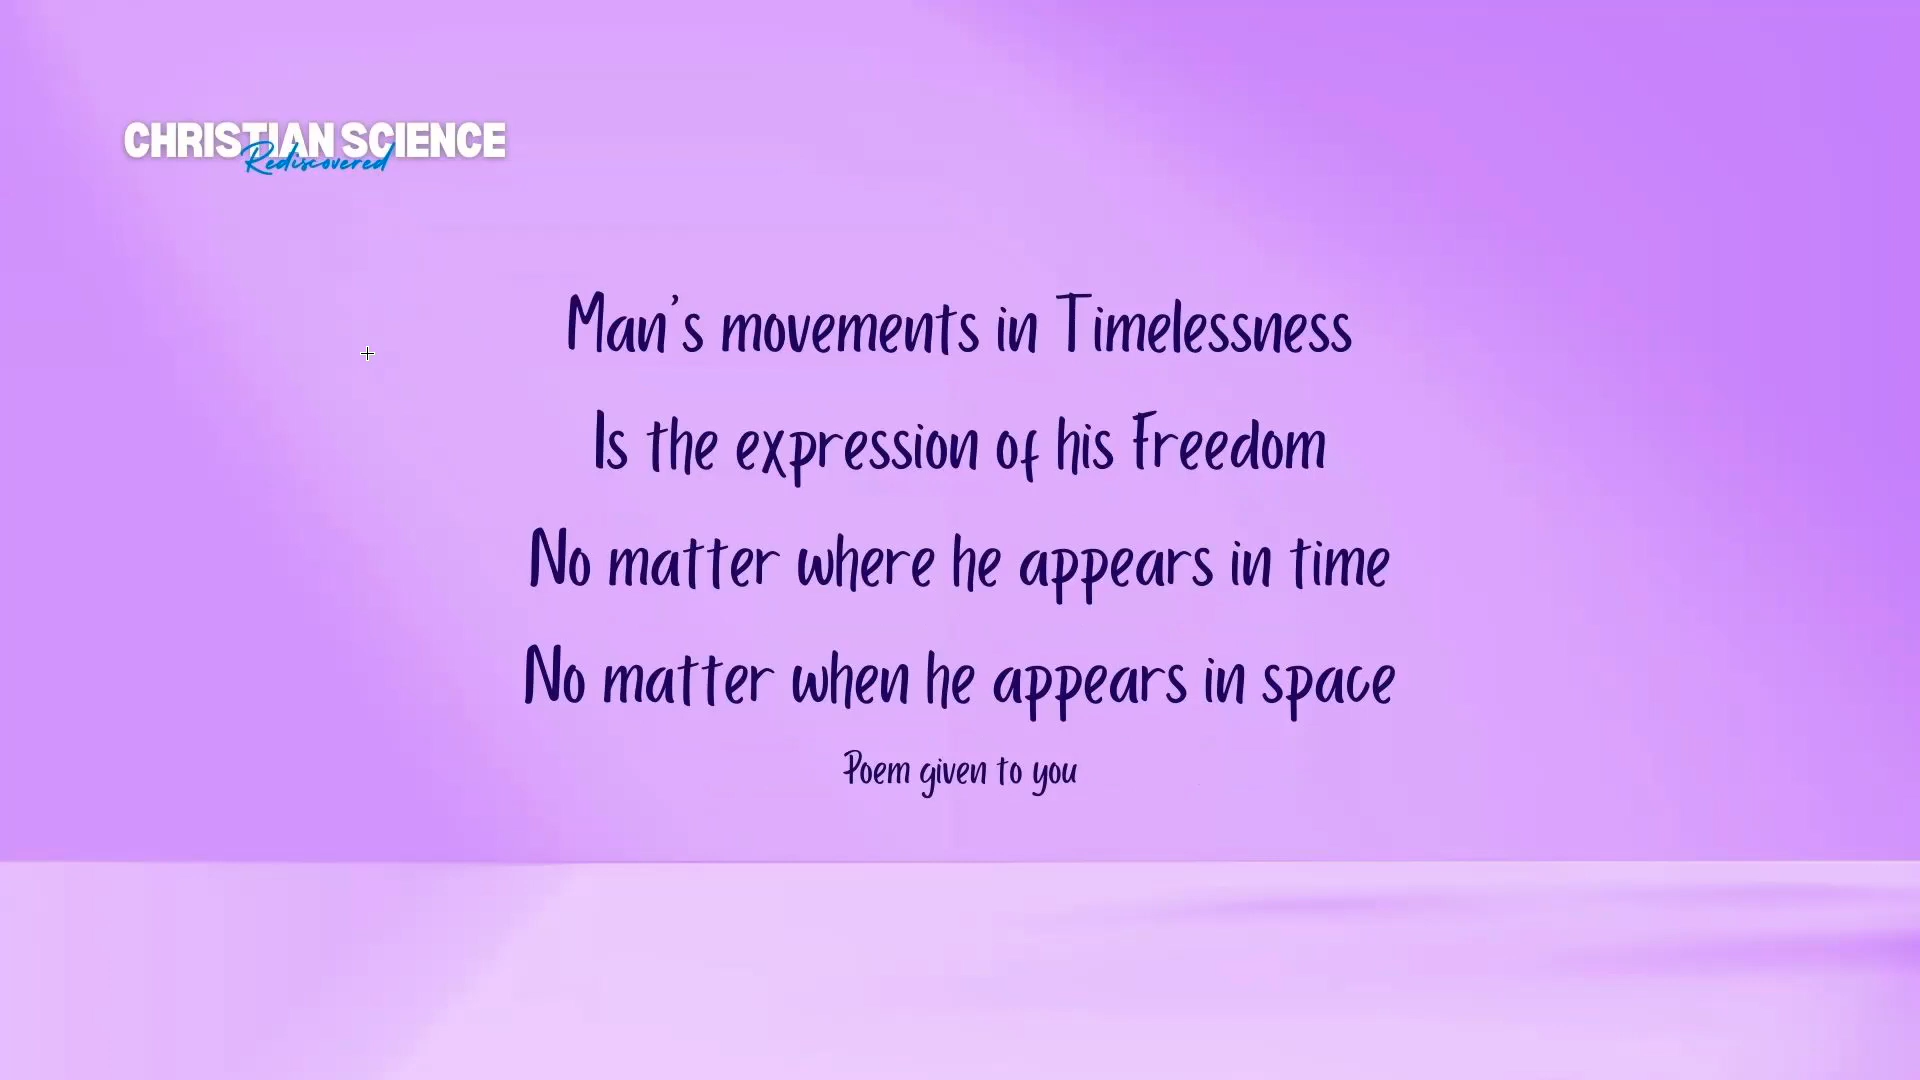 CHRISTIAN SCIENCE
Rediscovered
Man's movements in Timelessness
Is the expression of his Freedom
No matter where he appears in time
No matter when he appears in space
Poem given to you